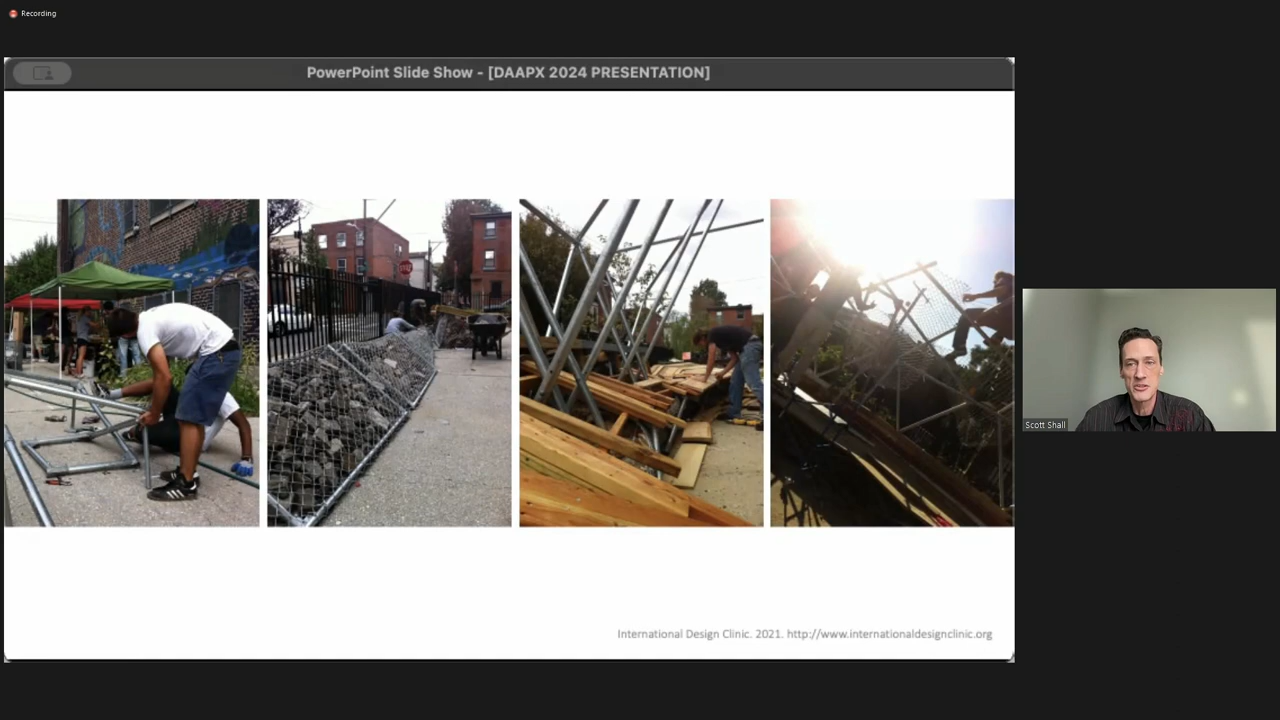 Recording
PowerPoint Slide Show - [DAAPX 2024 PRESENTATION]
Scott Shall
International Design Clinic. 2021. http://www.internationaldesignclinic.org